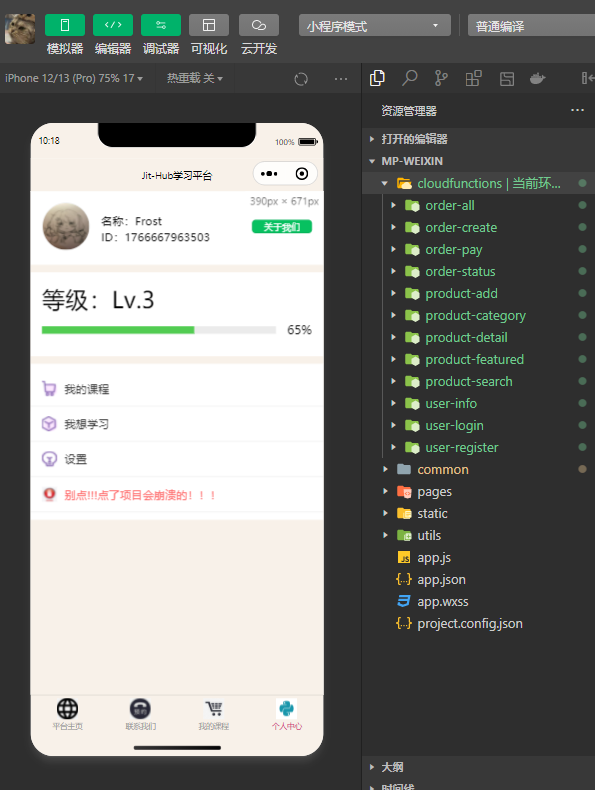 模拟器 编辑器 调试器 可视化 云开发
小程序模式
普通编译
iPhone 12/13 (Pro) 75% 17
热重载 关
资源管理器
打开的编辑器
MP-WEIXIN
cloudfunctions | 当前环...
order-all
order-create
order-pay
order-status
product-add
product-category
product-detail
product-featured
product-search
user-info
user-login
user-register
common
pages
static
utils
app.js
app.json
app.wxss
project.config.json
大纲
时间线
10:18
100%
Jit-Hub学习平台
390px × 671px
名称：Frost
ID：1766667963503
关于我们
等级：Lv.3
65%
我的课程
我想学习
设置
别点!!!点了项目会崩溃的！！！
平台主页 联系我们 我的课程 个人中心